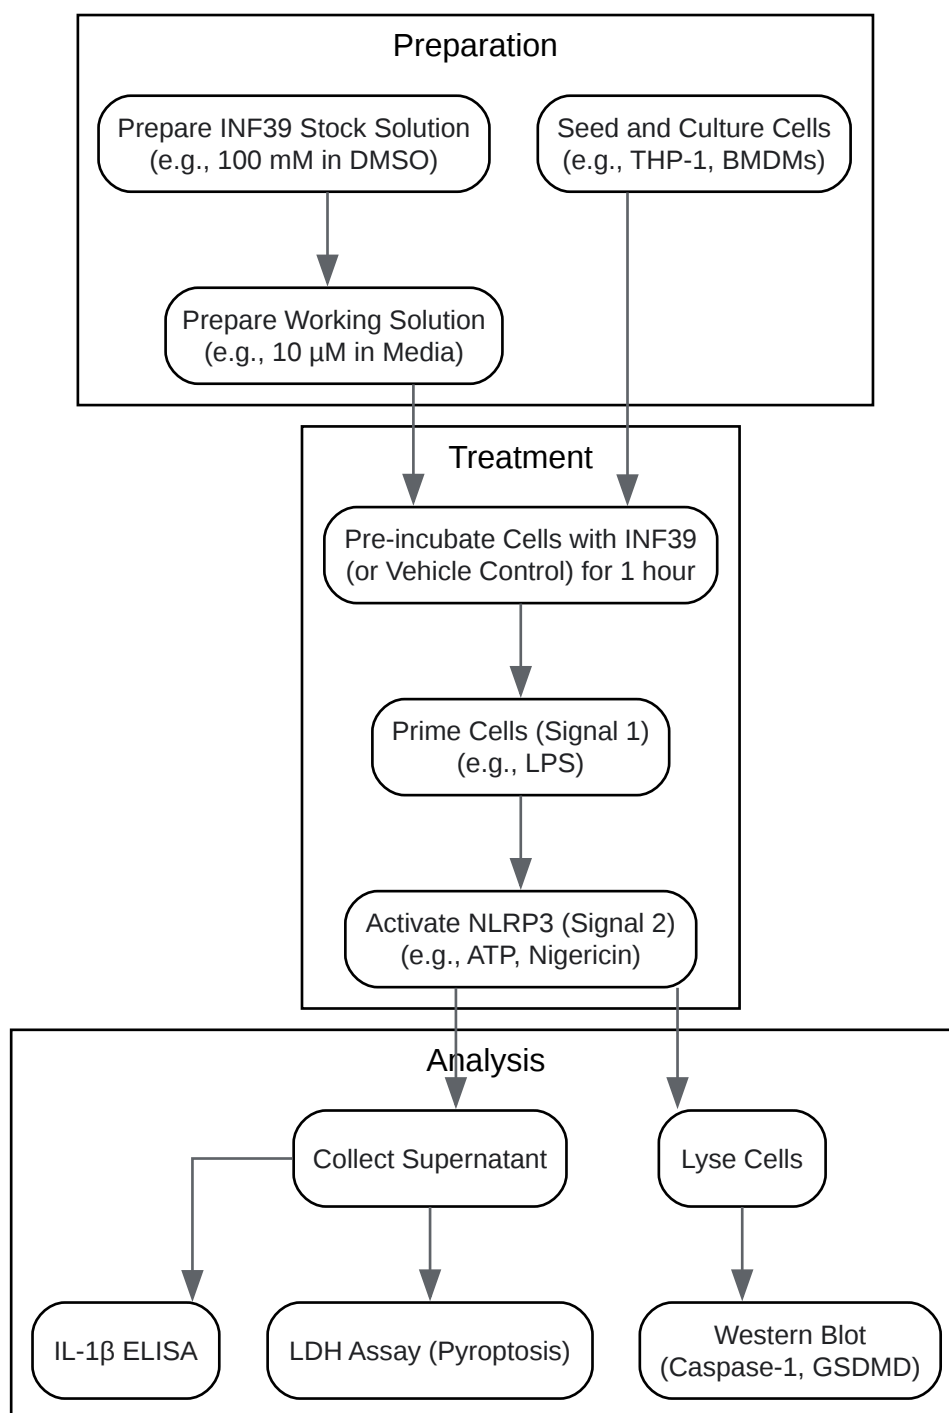 Preparation
Prepare INF39 Stock Solution
(e.g., 100 mM in DMSO)
Seed and Culture Cells
(e.g., THP-1, BMDMs)
Prepare Working Solution
(e.g., 10 µM in Media)
Treatment
Pre-incubate Cells with INF39
(or Vehicle Control) for 1 hour
Prime Cells (Signal 1)
(e.g., LPS)
Activate NLRP3 (Signal 2)
(e.g., ATP, Nigericin)
Analysis
Collect Supernatant
Lyse Cells
IL-1β ELISA
LDH Assay (Pyroptosis)
Western Blot
(Caspase-1, GSDMD)